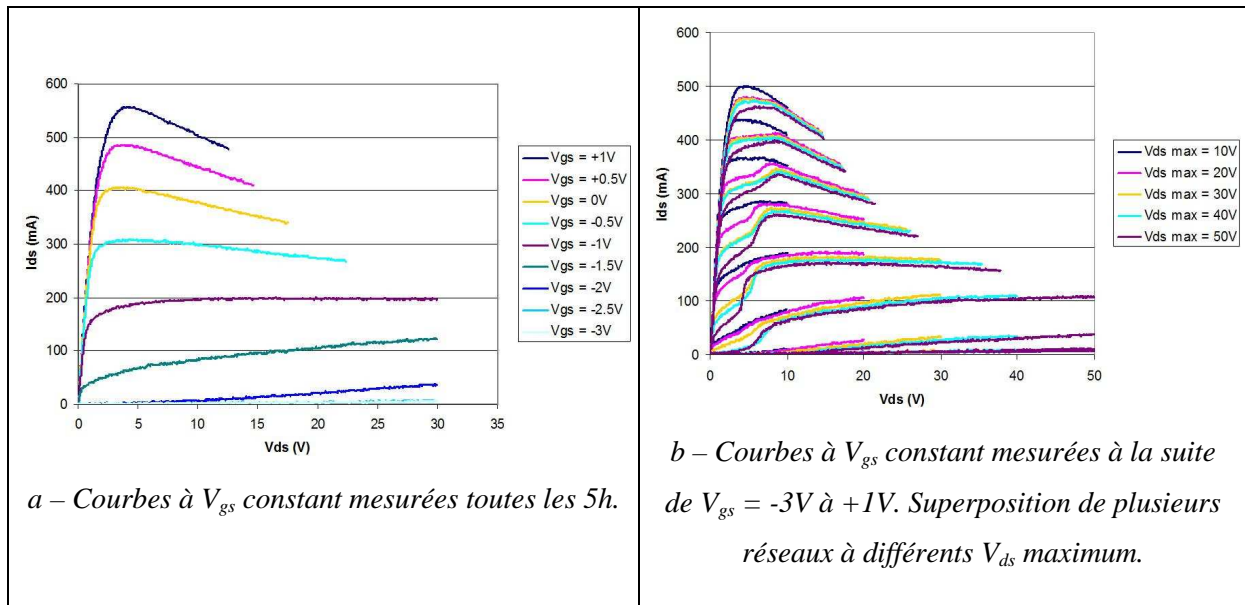 600
500
400
300
200
100
0
Ids (mA)
0
5
10
15
20
25
30
35
Vds (V)
Vgs = +1V
Vgs = +0.5V
Vgs = 0V
Vgs = -0.5V
Vgs = -1V
Vgs = -1.5V
Vgs = -2V
Vgs = -2.5V
Vgs = -3V
a – Courbes à Vgs constant mesurées toutes les 5h.
600
500
400
300
200
100
0
Ids (mA)
0
10
20
30
40
50
Vds (V)
Vds max = 10V
Vds max = 20V
Vds max = 30V
Vds max = 40V
Vds max = 50V
b – Courbes à Vgs constant mesurées à la suite
de Vgs = -3V à +1V. Superposition de plusieurs
réseaux à différents Vds maximum.